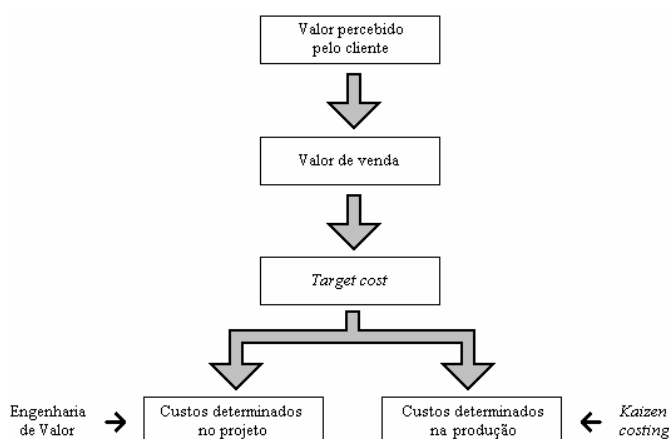 Valor percebido
pelo cliente
Valor de venda
Target cost
Engenharia
de Valor
Custos determinados
no projeto
Custos determinados
na produção
Kaizen
costing